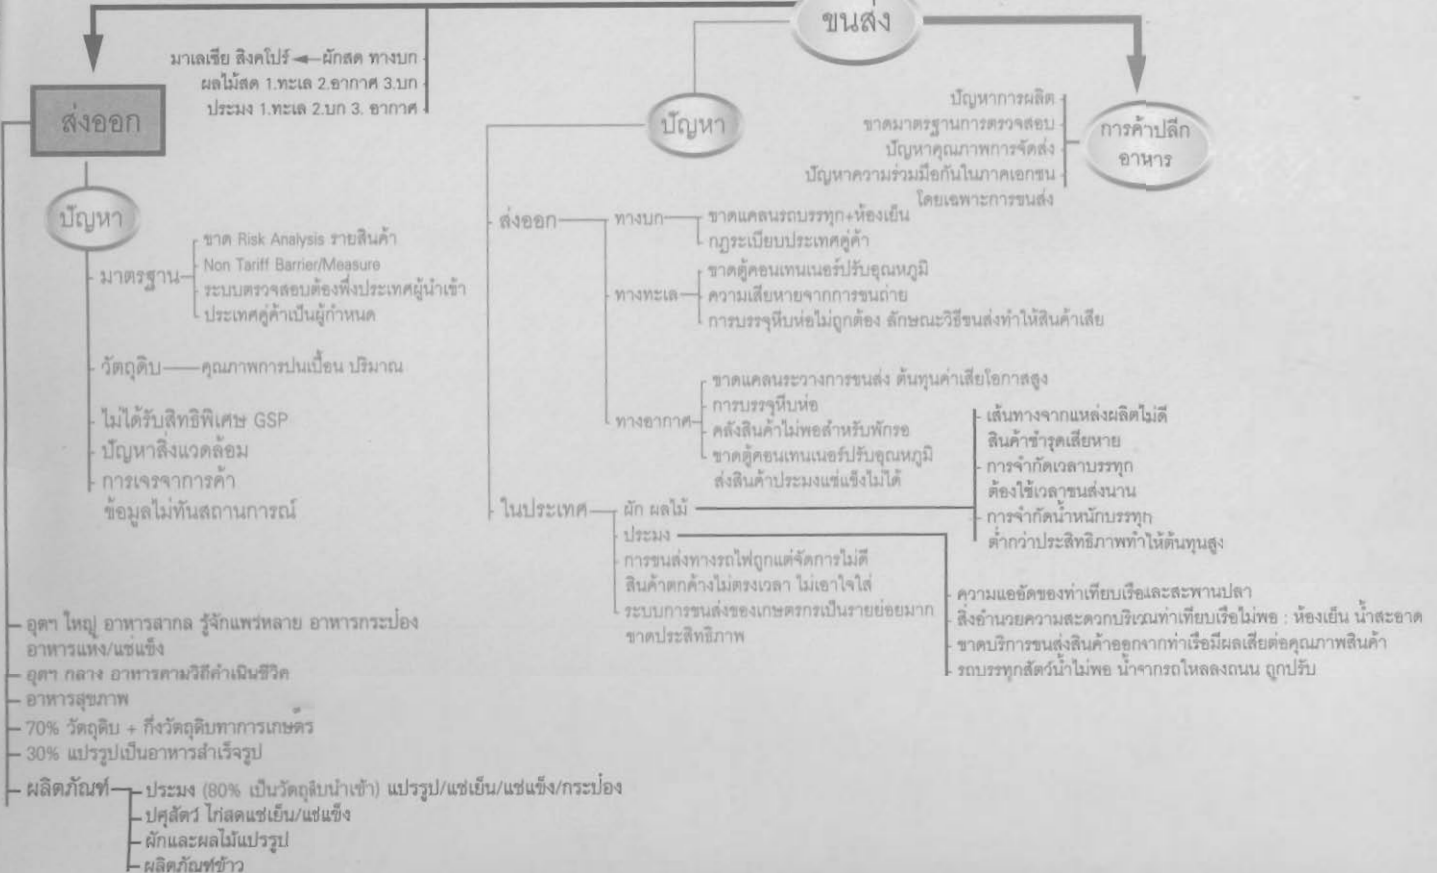 ขนส่ง
มาเลเซีย สิงคโปร์ ผักสด ทางบก
ผลไม้สด 1.ทะเล 2.อากาศ 3.บก
ประมง 1.ทะเล 2.บก 3. อากาศ
ส่งออก
ปัญหา
มาตรฐาน
ขาด Risk Analysis รายสินค้า
Non Tariff Barrier/Measure
ระบบตรวจสอบต้องพึ่งประเทศผู้นำเข้า
ประเทศคู่ค้าเป็นผู้กำหนด
วัตถุดิบ
คุณภาพการปนเปื้อน ปริมาณ
ไม่ได้รับสิทธิพิเศษ GSP
ปัญหาสิ่งแวดล้อม
การเจรจาการค้า
ข้อมูลไม่ทันสถานการณ์
อุตฯ ใหญ่ อาหารสากล รู้จักแพร่หลาย อาหารกระป๋อง
อาหารแห้ง/แช่แข็ง
อุตฯ กลาง อาหารตามวิถีดำเนินชีวิต
อาหารสุขภาพ
70% วัตถุดิบ + กึ่งวัตถุดิบทาการเกษตร
30% แปรรูปเป็นอาหารสำเร็จรูป
ผลิตภัณฑ์
ประมง (80% เป็นวัตถุดิบนำเข้า) แปรรูป/แช่เย็น/แช่แข็ง/กระป๋อง
ปศุสัตว์ ไก่สดแช่เย็น/แช่แข็ง
ผักและผลไม้แปรรูป
ผลิตภัณฑ์ข้าว
ปัญหา
ส่งออก
ทางบก
ขาดแคลนรถบรรทุก+ห้องเย็น
กฎระเบียบประเทศคู่ค้า
ทางทะเล
ขาดตู้คอนเทนเนอร์ปรับอุณหภูมิ
ความเสียหายจากการขนถ่าย
การบรรจุหีบห่อไม่ถูกต้อง ลักษณะวิธีขนส่งทำให้สินค้าเสีย
ทางอากาศ
ขาดแคลนระวางการขนส่ง ต้นทุนค่าเสียโอกาสสูง
การบรรจุหีบห่อ
คลังสินค้าไม่พอสำหรับพักรอ
ขาดตู้คอนเทนเนอร์ปรับอุณหภูมิ
ส่งสินค้าประมงแช่แข็งไม่ได้
ในประเทศ
ผัก ผลไม้
ประมง
การขนส่งทางรถไฟถูกแต่จัดการไม่ดี
สินค้าตกค้างไม่ตรงเวลา ไม่เอาใจใส่
ระบบการขนส่งของเกษตรกรเป็นรายย่อยมาก
ขาดประสิทธิภาพ
เส้นทางจากแหล่งผลิตไม่ดี
สินค้าชำรุดเสียหาย
การจำกัดเวลาบรรทุก
ต้องใช้เวลาขนส่งนาน
การจำกัดน้ำหนักบรรทุก
ต่ำกว่าประสิทธิภาพทำให้ต้นทุนสูง
ความแออัดของท่าเทียบเรือและสะพานปลา
สิ่งอำนวยความสะดวกบริเวณท่าเทียบเรือไม่พอ : ห้องเย็น น้ำสะอาด
ขาดบริการขนส่งสินค้าออกจากท่าเรือมีผลเสียต่อคุณภาพสินค้า
รถบรรทุกสัตว์น้ำไม่พอ น้ำจากรถไหลลงถนน ถูกปรับ
การค้าปลีก
อาหาร
ปัญหาการผลิต
ขาดมาตรฐานการตรวจสอบ
ปัญหาคุณภาพการจัดส่ง
ปัญหาความร่วมมือกันในภาคเอกชน
โดยเฉพาะการขนส่ง